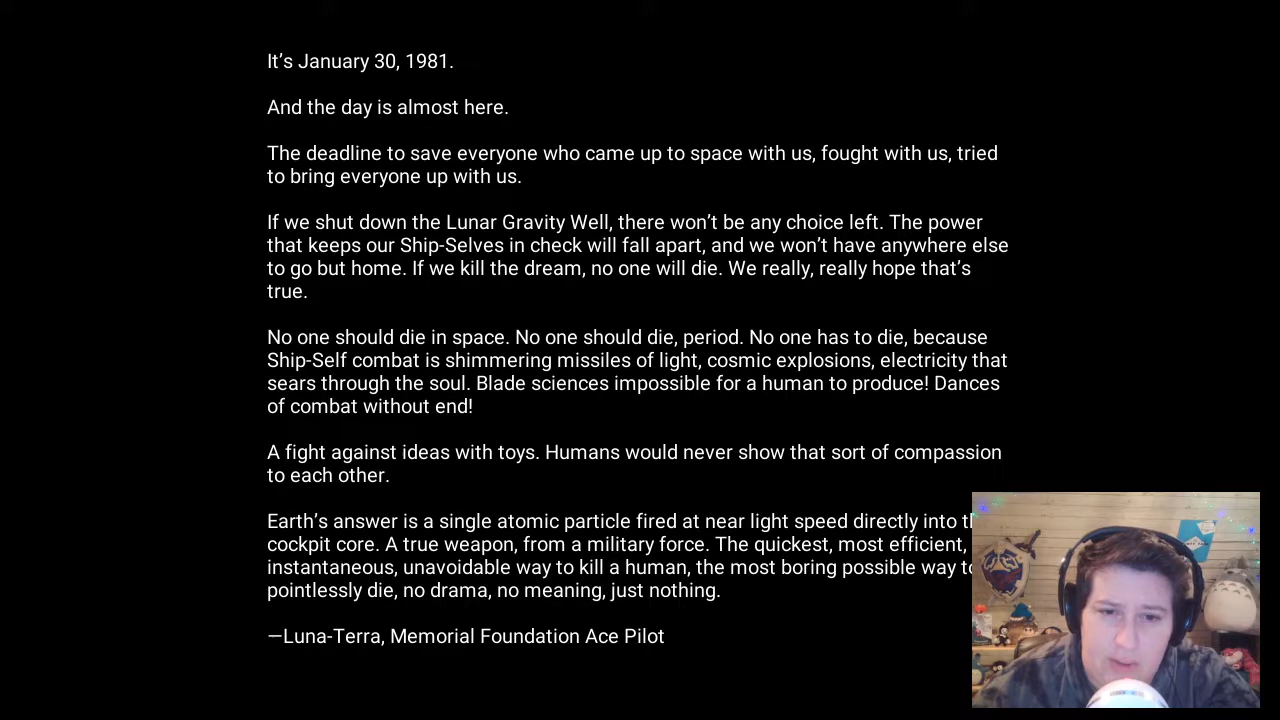 It’s January 30, 1981.
And the day is almost here.
The deadline to save everyone who came up to space with us, fought with us, tried
to bring everyone up with us.
If we shut down the Lunar Gravity Well, there won’t be any choice left. The power
that keeps our Ship-Selves in check will fall apart, and we won’t have anywhere else
to go but home. If we kill the dream, no one will die. We really, really hope that’s
true.
No one should die in space. No one should die, period. No one has to die, because
Ship-Self combat is shimmering missiles of light, cosmic explosions, electricity that
sears through the soul. Blade sciences impossible for a human to produce! Dances
of combat without end!
A fight against ideas with toys. Humans would never show that sort of compassion
to each other.
Earth’s answer is a single atomic particle fired at near light speed directly into
cockpit core. A true weapon, from a military force. The quickest, most efficient,
instantaneous, unavoidable way to kill a human, the most boring possible way
pointlessly die, no drama, no meaning, just nothing.
—Luna-Terra, Memorial Foundation Ace Pilot